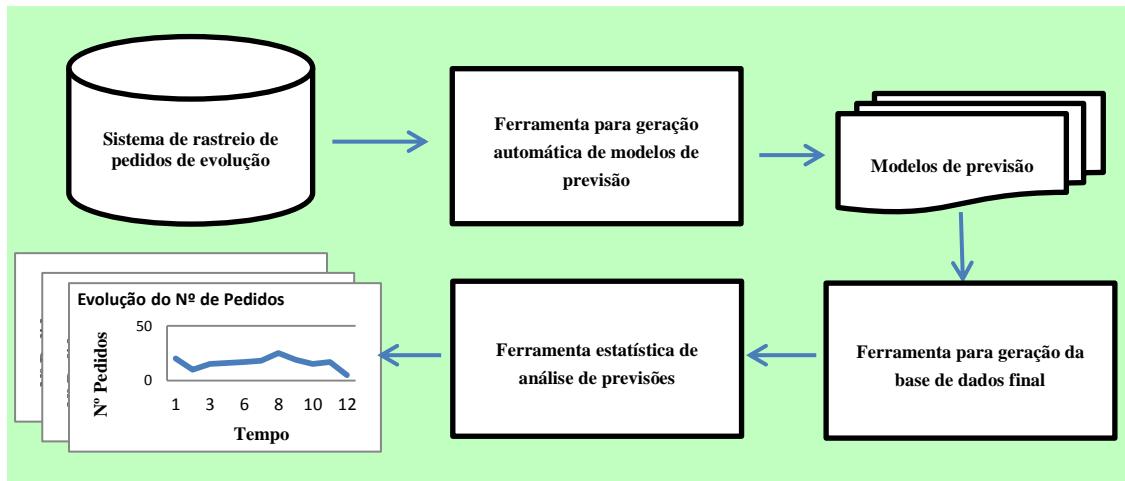 Sistema de rastreio de
pedidos de evolução
Ferramenta para geração
automática de modelos de
previsão
Modelos de previsão
Evolução do Nº de Pedidos
50
0
Nº Pedidos
1 3 6 8 10 12
Tempo
Ferramenta estatística de
análise de previsões
Ferramenta para geração da
base de dados final